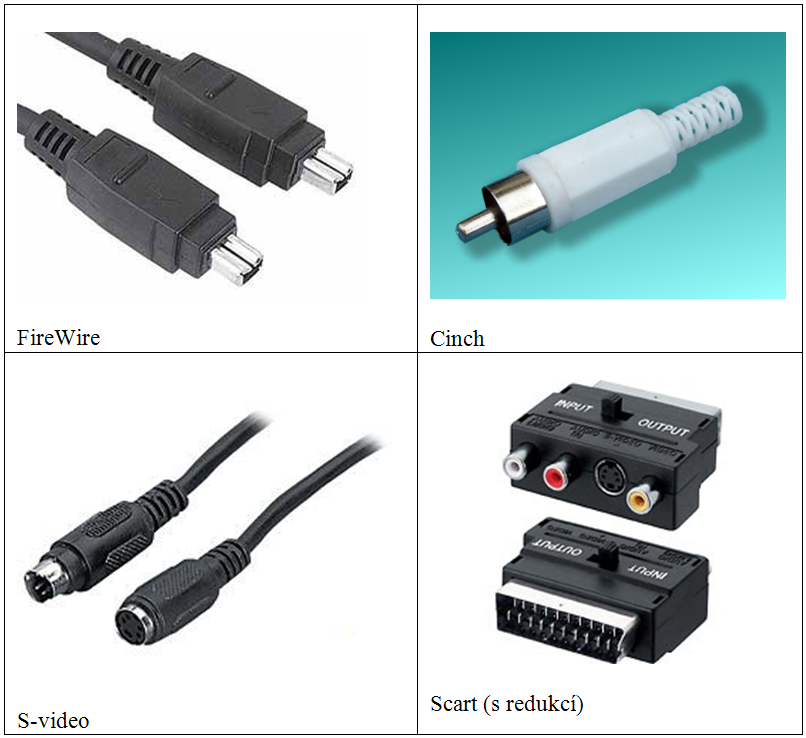 FireWire
Cinch
INPUT
OUTPUT
OUTPUT
INPUT
S-video
Scart (s redukcí)